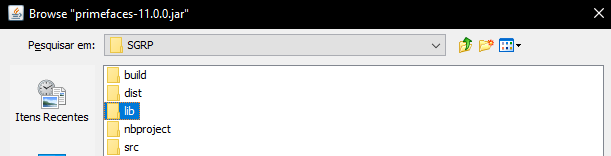 Browse "primefaces-11.0.0.jar"
Pesquisar em: SGRP
build
dist
lib
nbproject
src
Itens Recentes